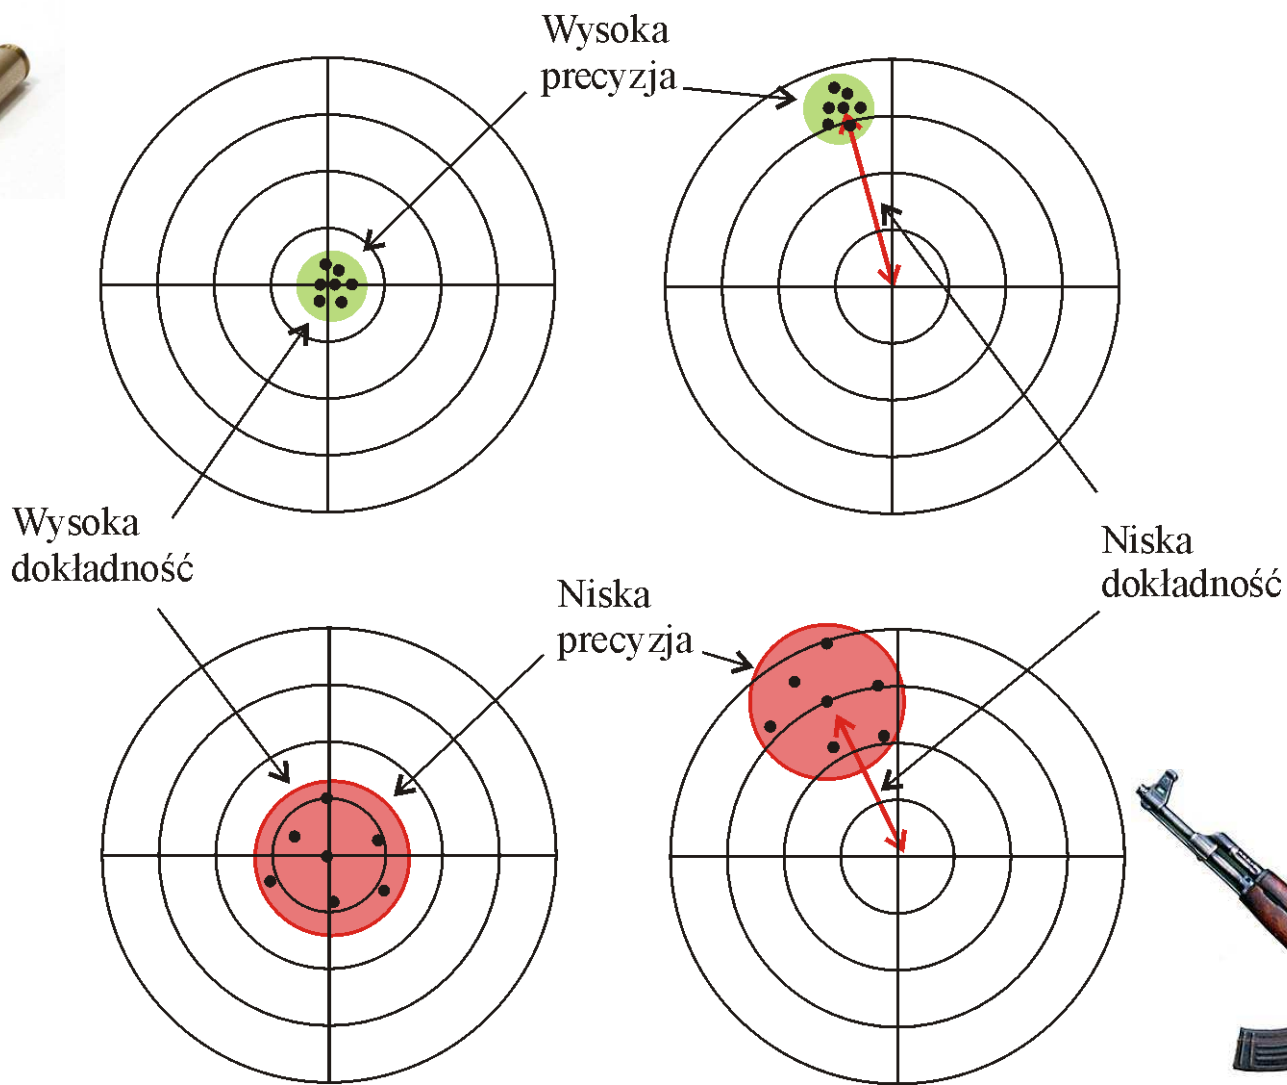 Wysoka
precyzja
Wysoka
dokładność
Niska
dokładność
Niska
precyzja